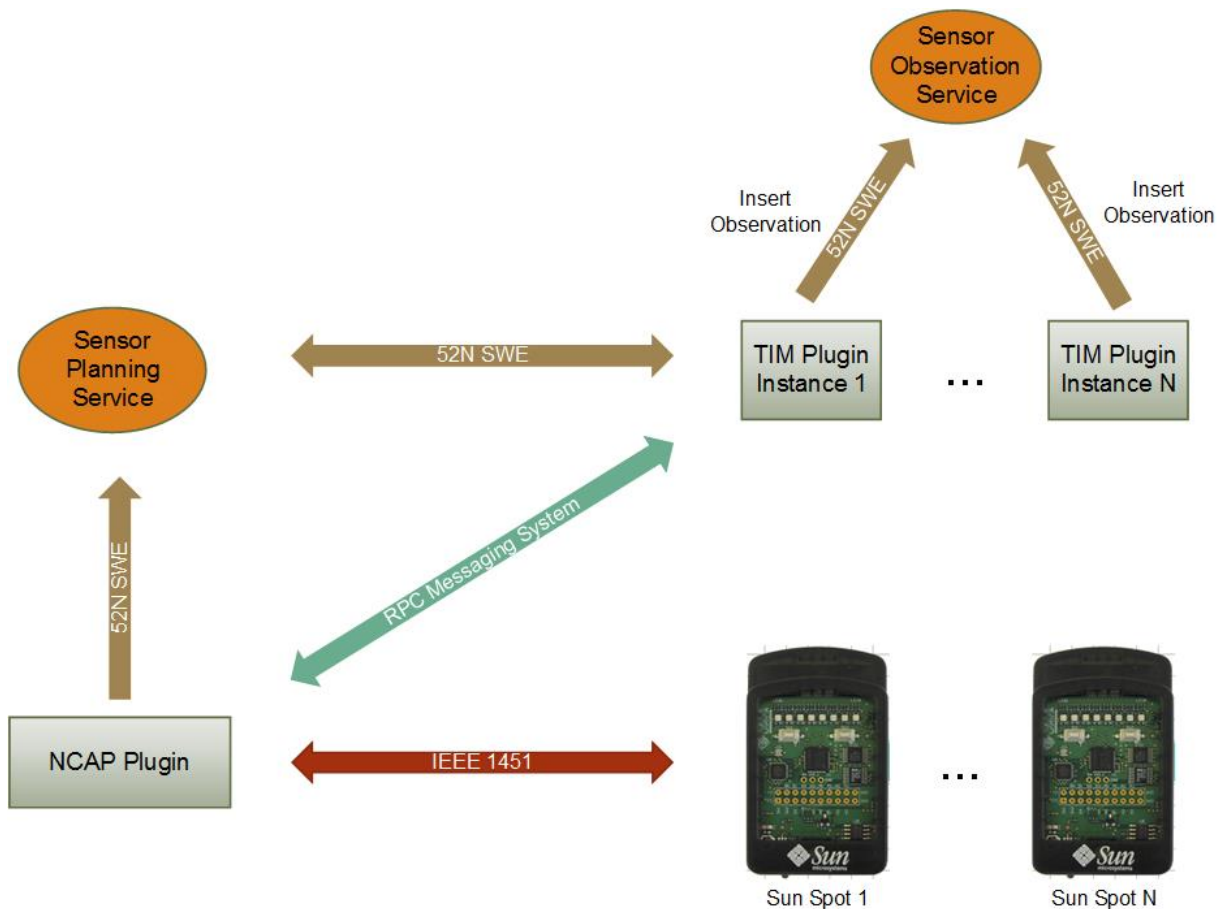 Sensor
Observation
Service
Insert
Observation
52N SWE
52N SWE
Insert
Observation
Sensor
Planning
Service
52N SWE
TIM Plugin
Instance 1
...
TIM Plugin
Instance N
52N SWE
RPC Messaging System
NCAP Plugin
IEEE 1451
...
Sun
microsystems
Sun
microsystems
Sun Spot 1
Sun Spot N